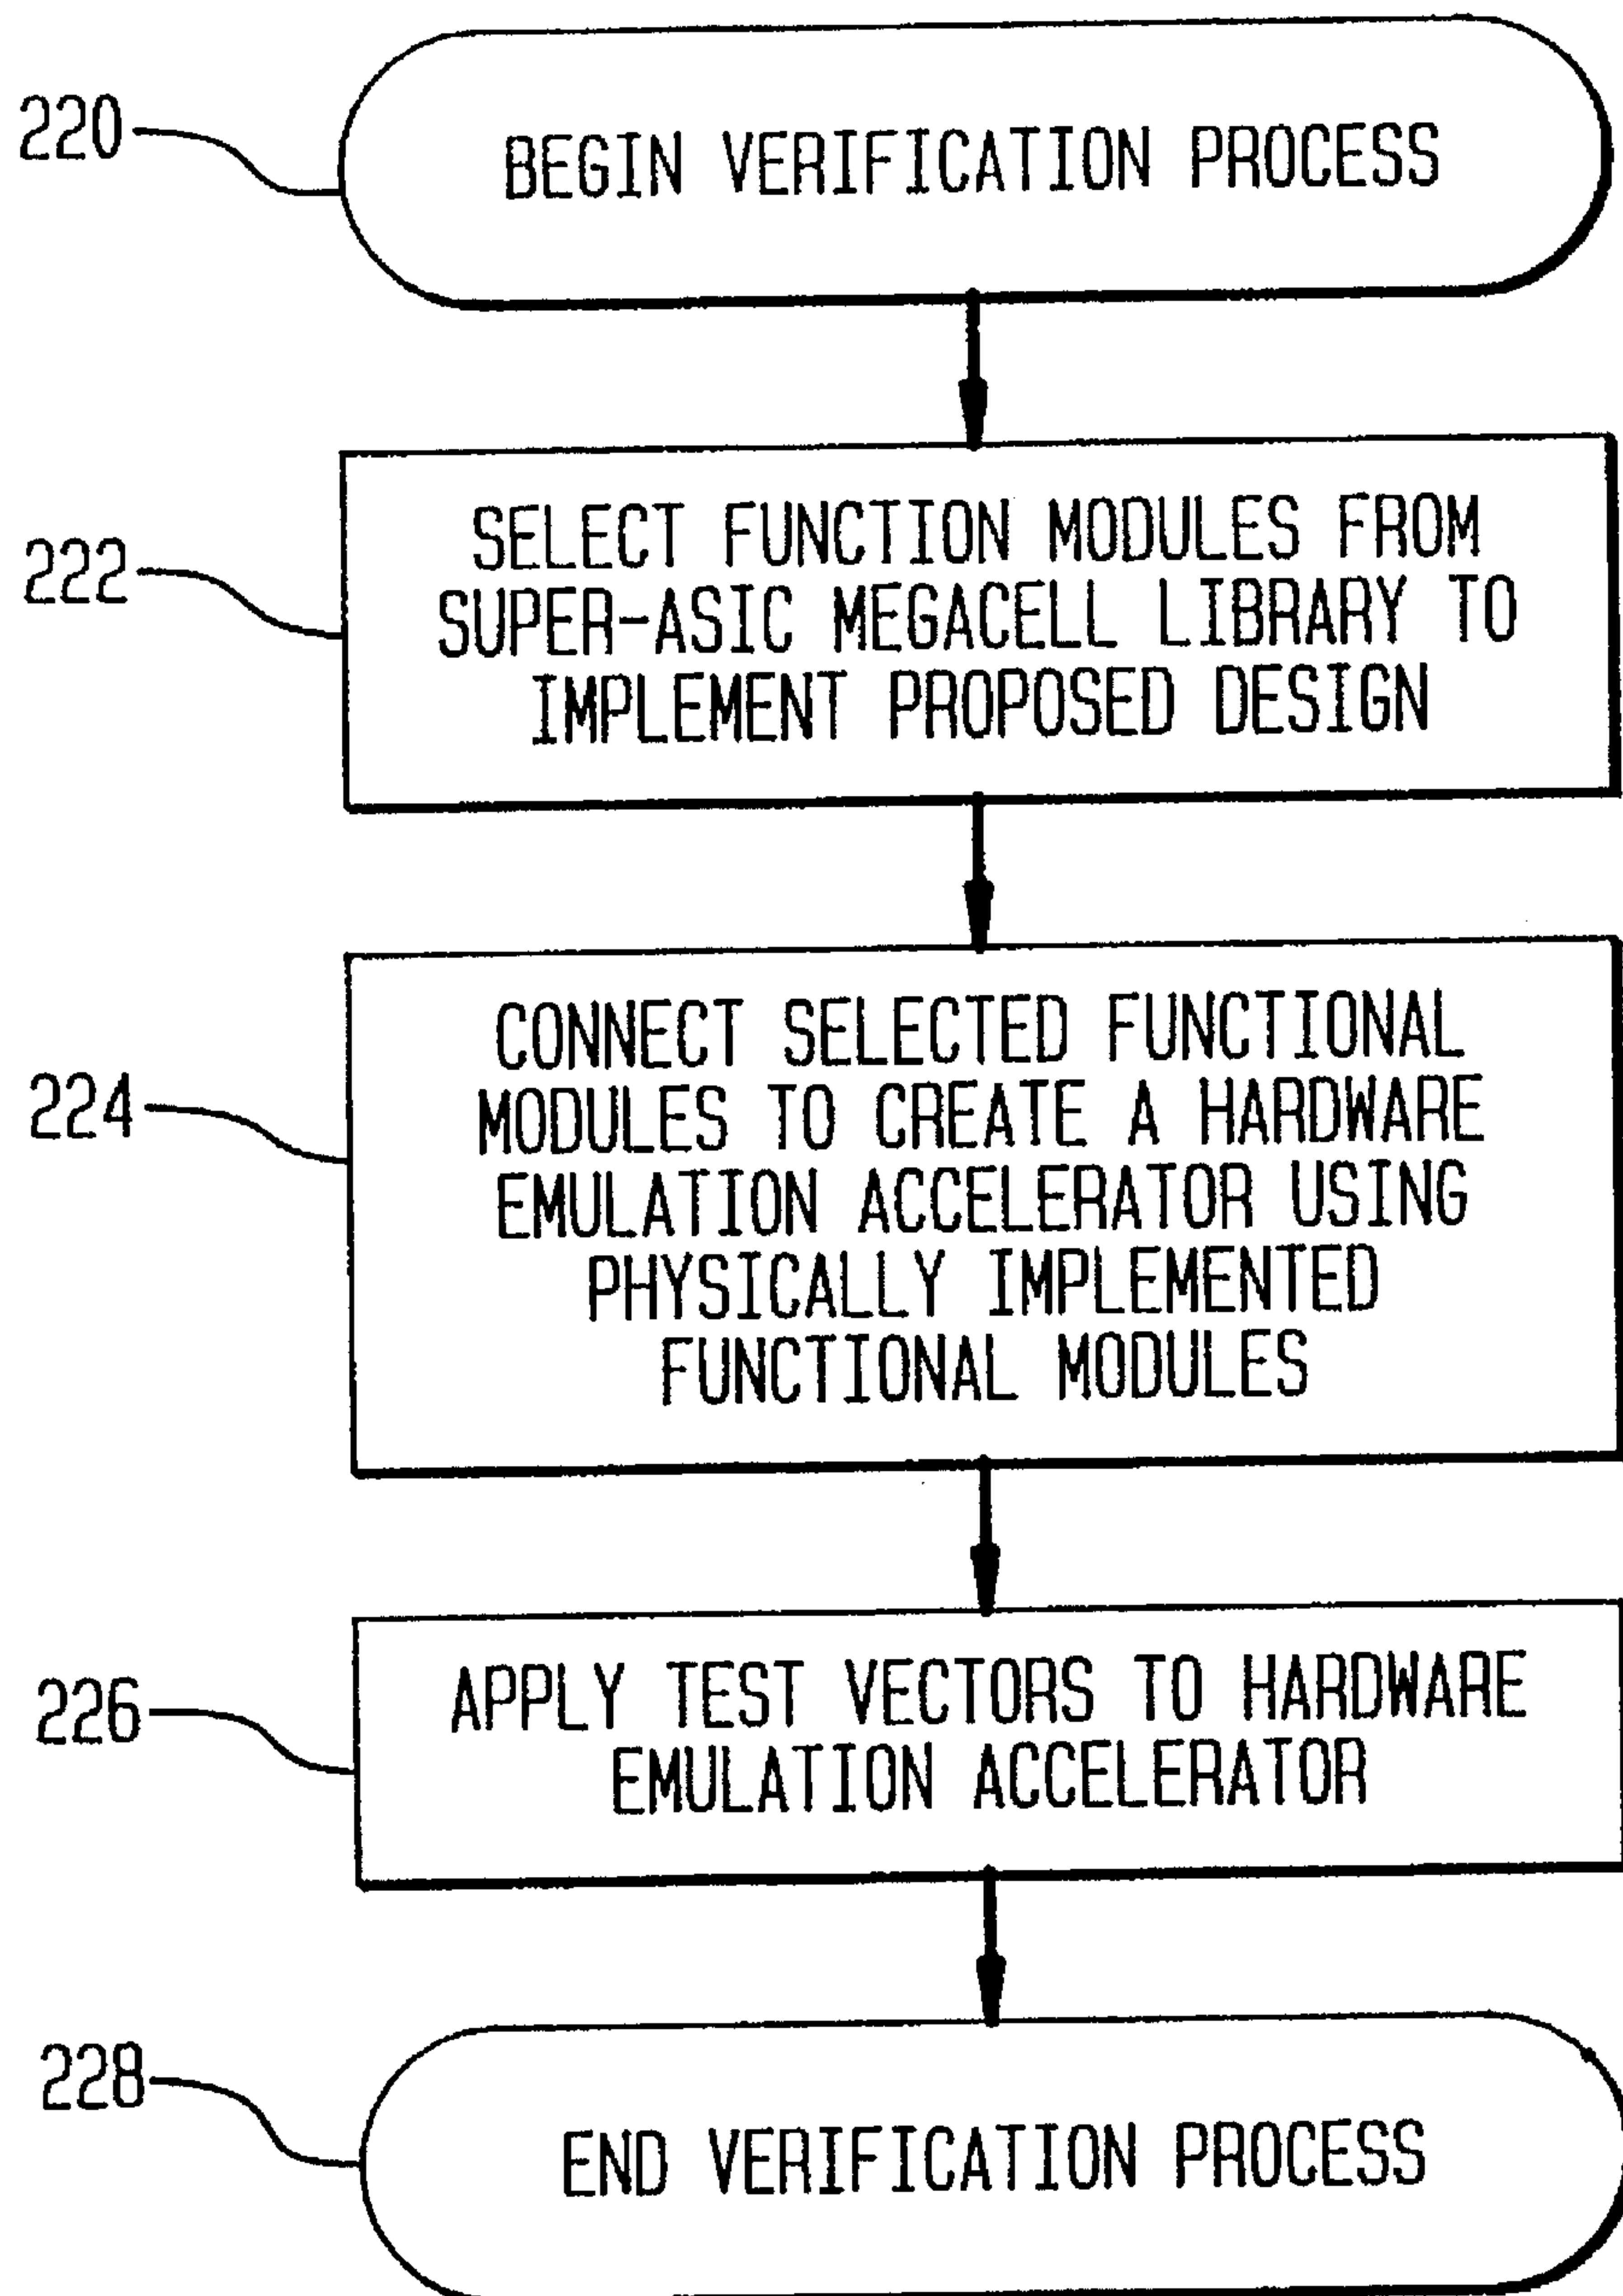 220
BEGIN VERIFICATION PROCESS
222
SELECT FUNCTION MODULES FROM
SUPER-ASIC MEGACELL LIBRARY TO
IMPLEMENT PROPOSED DESIGN
224
CONNECT SELECTED FUNCTIONAL
MODULES TO CREATE A HARDWARE
EMULATION ACCELERATOR USING
PHYSICALLY IMPLEMENTED
FUNCTIONAL MODULES
226
APPLY TEST VECTORS TO HARDWARE
EMULATION ACCELERATOR
228
END VERIFICATION PROCESS